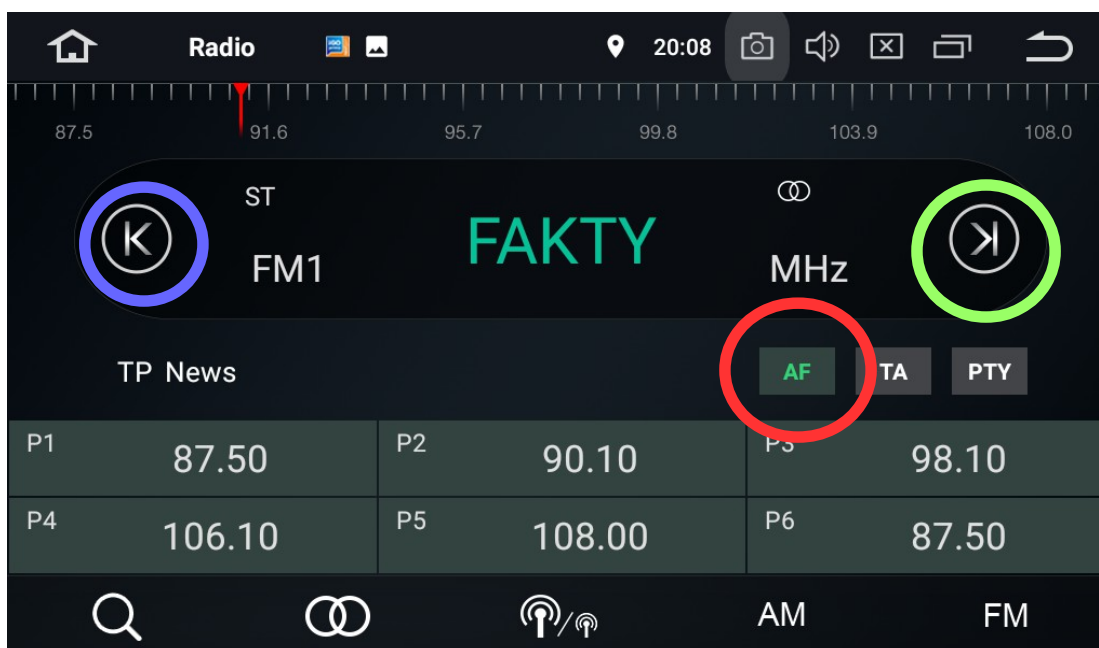 Radio 20:08
87.5 91.6 95.7 99.8 103.9 108.0
ST
FAKTY
FM1 MHz
TP News AF TA PTY
P1 87.50 P2 90.10 P3 98.10
P4 106.10 P5 108.00 P6 87.50
AM FM